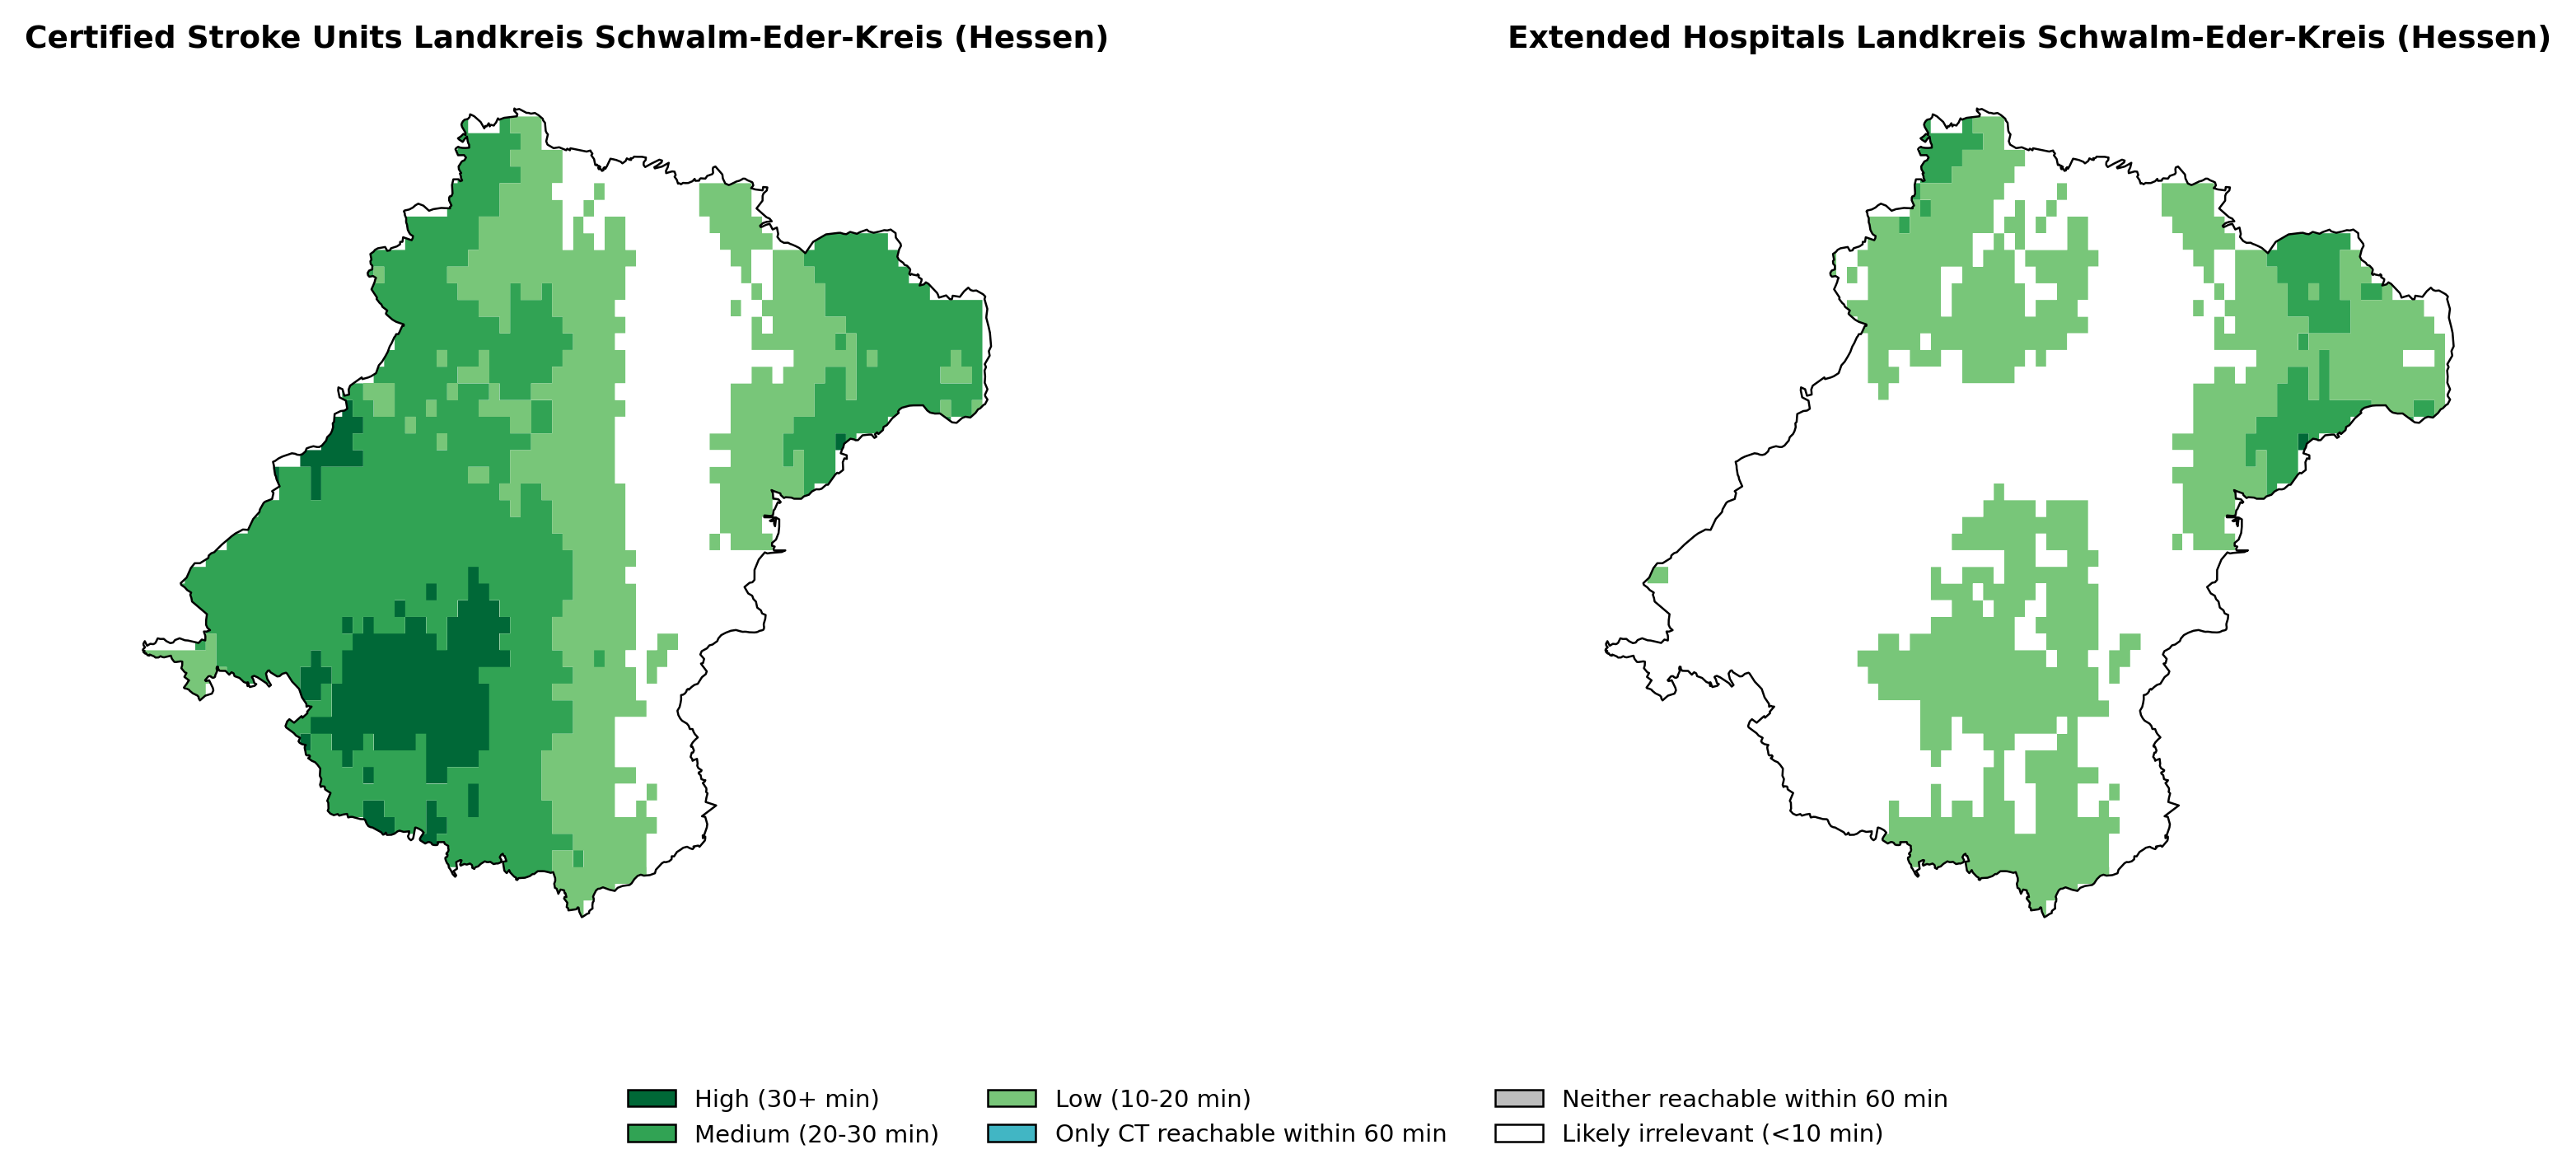 Certified Stroke Units Landkreis Schwalm-Eder-Kreis (Hessen)
Extended Hospitals Landkreis Schwalm-Eder-Kreis (Hessen)
High (30+ min)
Medium (20-30 min)
Low (10-20 min)
Only CT reachable within 60 min
Neither reachable within 60 min
Likely irrelevant (<10 min)